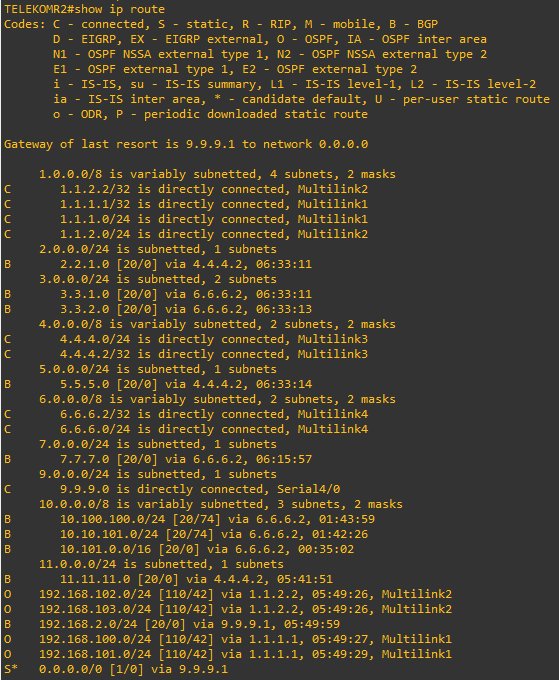 TELEKOMR2#show ip route
Codes: C - connected, S - static, R - RIP, M - mobile, B - BGP
       D - EIGRP, EX - EIGRP external, O - OSPF, IA - OSPF inter area
       N1 - OSPF NSSA external type 1, N2 - OSPF NSSA external type 2
       E1 - OSPF external type 1, E2 - OSPF external type 2
       i - IS-IS, su - IS-IS summary, L1 - IS-IS level-1, L2 - IS-IS level-2
       ia - IS-IS inter area, * - candidate default, U - per-user static route
       o - ODR, P - periodic downloaded static route
Gateway of last resort is 9.9.9.1 to network 0.0.0.0
     1.0.0.0/8 is variably subnetted, 4 subnets, 2 masks
C       1.1.2.2/32 is directly connected, Multilink2
C       1.1.1.1/32 is directly connected, Multilink1
C       1.1.1.0/24 is directly connected, Multilink1
C       1.1.2.0/24 is directly connected, Multilink2
     2.0.0.0/24 is subnetted, 1 subnets
B       2.2.1.0 [20/0] via 4.4.4.2, 06:33:11
     3.0.0.0/24 is subnetted, 2 subnets
B       3.3.1.0 [20/0] via 6.6.6.2, 06:33:11
B       3.3.2.0 [20/0] via 6.6.6.2, 06:33:13
     4.0.0.0/8 is variably subnetted, 2 subnets, 2 masks
C       4.4.4.0/24 is directly connected, Multilink3
C       4.4.4.2/32 is directly connected, Multilink3
     5.0.0.0/24 is subnetted, 1 subnets
B       5.5.5.0 [20/0] via 4.4.4.2, 06:33:14
     6.0.0.0/8 is variably subnetted, 2 subnets, 2 masks
C       6.6.6.2/32 is directly connected, Multilink4
C       6.6.6.0/24 is directly connected, Multilink4
     7.0.0.0/24 is subnetted, 1 subnets
B       7.7.7.0 [20/0] via 6.6.6.2, 06:15:57
     9.0.0.0/24 is subnetted, 1 subnets
C       9.9.9.0 is directly connected, Serial4/0
     10.0.0.0/8 is variably subnetted, 3 subnets, 2 masks
B       10.100.100.0/24 [20/74] via 6.6.6.2, 01:43:59
B       10.10.101.0/24 [20/74] via 6.6.6.2, 01:42:26
B       10.101.0.0/16 [20/0] via 6.6.6.2, 00:35:02
     11.0.0.0/24 is subnetted, 1 subnets
B       11.11.11.0 [20/0] via 4.4.4.2, 05:41:51
O    192.168.102.0/24 [110/42] via 1.1.2.2, 05:49:26, Multilink2
O    192.168.103.0/24 [110/42] via 1.1.2.2, 05:49:26, Multilink2
B    192.168.2.0/24 [20/0] via 9.9.9.1, 05:49:59
O    192.168.100.0/24 [110/42] via 1.1.1.1, 05:49:27, Multilink1
O    192.168.101.0/24 [110/42] via 1.1.1.1, 05:49:29, Multilink1
S*   0.0.0.0/0 [1/0] via 9.9.9.1